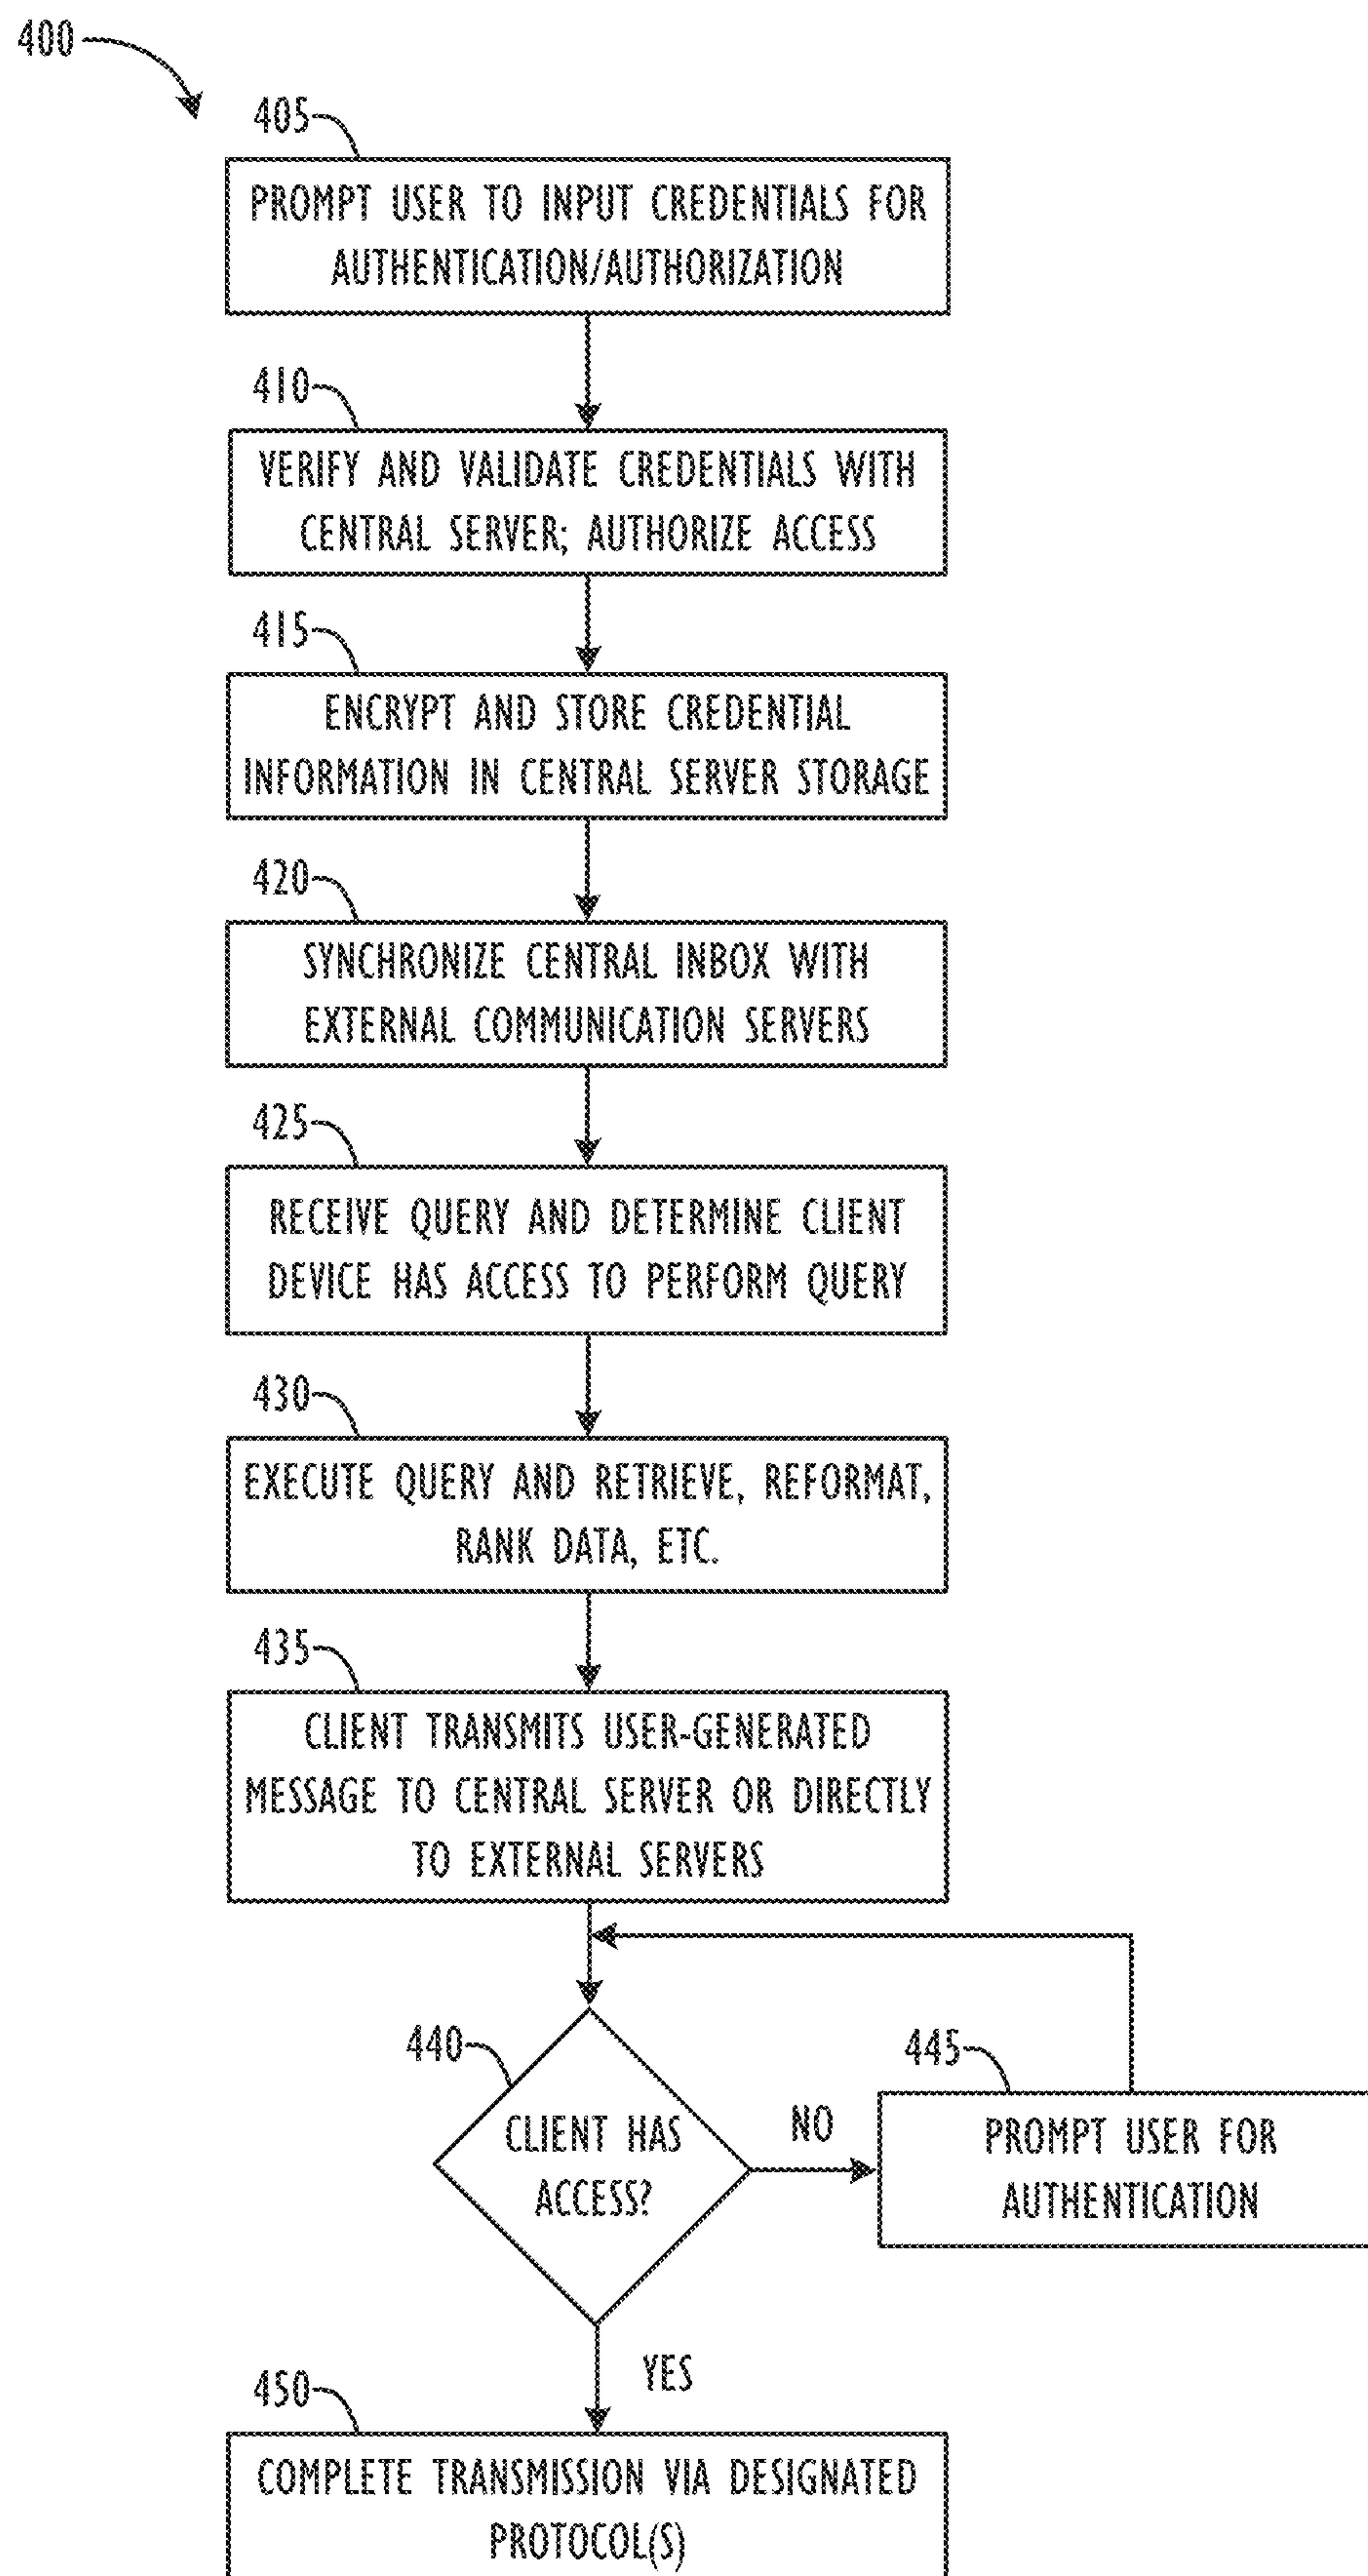 400
405
PROMPT USER TO INPUT CREDENTIALS FOR
AUTHENTICATION/AUTHORIZATION
410
VERIFY AND VALIDATE CREDENTIALS WITH
CENTRAL SERVER; AUTHORIZE ACCESS
415
ENCRYPT AND STORE CREDENTIAL
INFORMATION IN CENTRAL SERVER STORAGE
420
SYNCHRONIZE CENTRAL INBOX WITH
EXTERNAL COMMUNICATION SERVERS
425
RECEIVE QUERY AND DETERMINE CLIENT
DEVICE HAS ACCESS TO PERFORM QUERY
430
EXECUTE QUERY AND RETRIEVE, REFORMAT,
RANK DATA, ETC.
435
CLIENT TRANSMITS USER-GENERATED
MESSAGE TO CENTRAL SERVER OR DIRECTLY
TO EXTERNAL SERVERS
440
CLIENT HAS
ACCESS?
NO
445
PROMPT USER FOR
AUTHENTICATION
YES
450
COMPLETE TRANSMISSION VIA DESIGNATED
PROTOCOL(S)